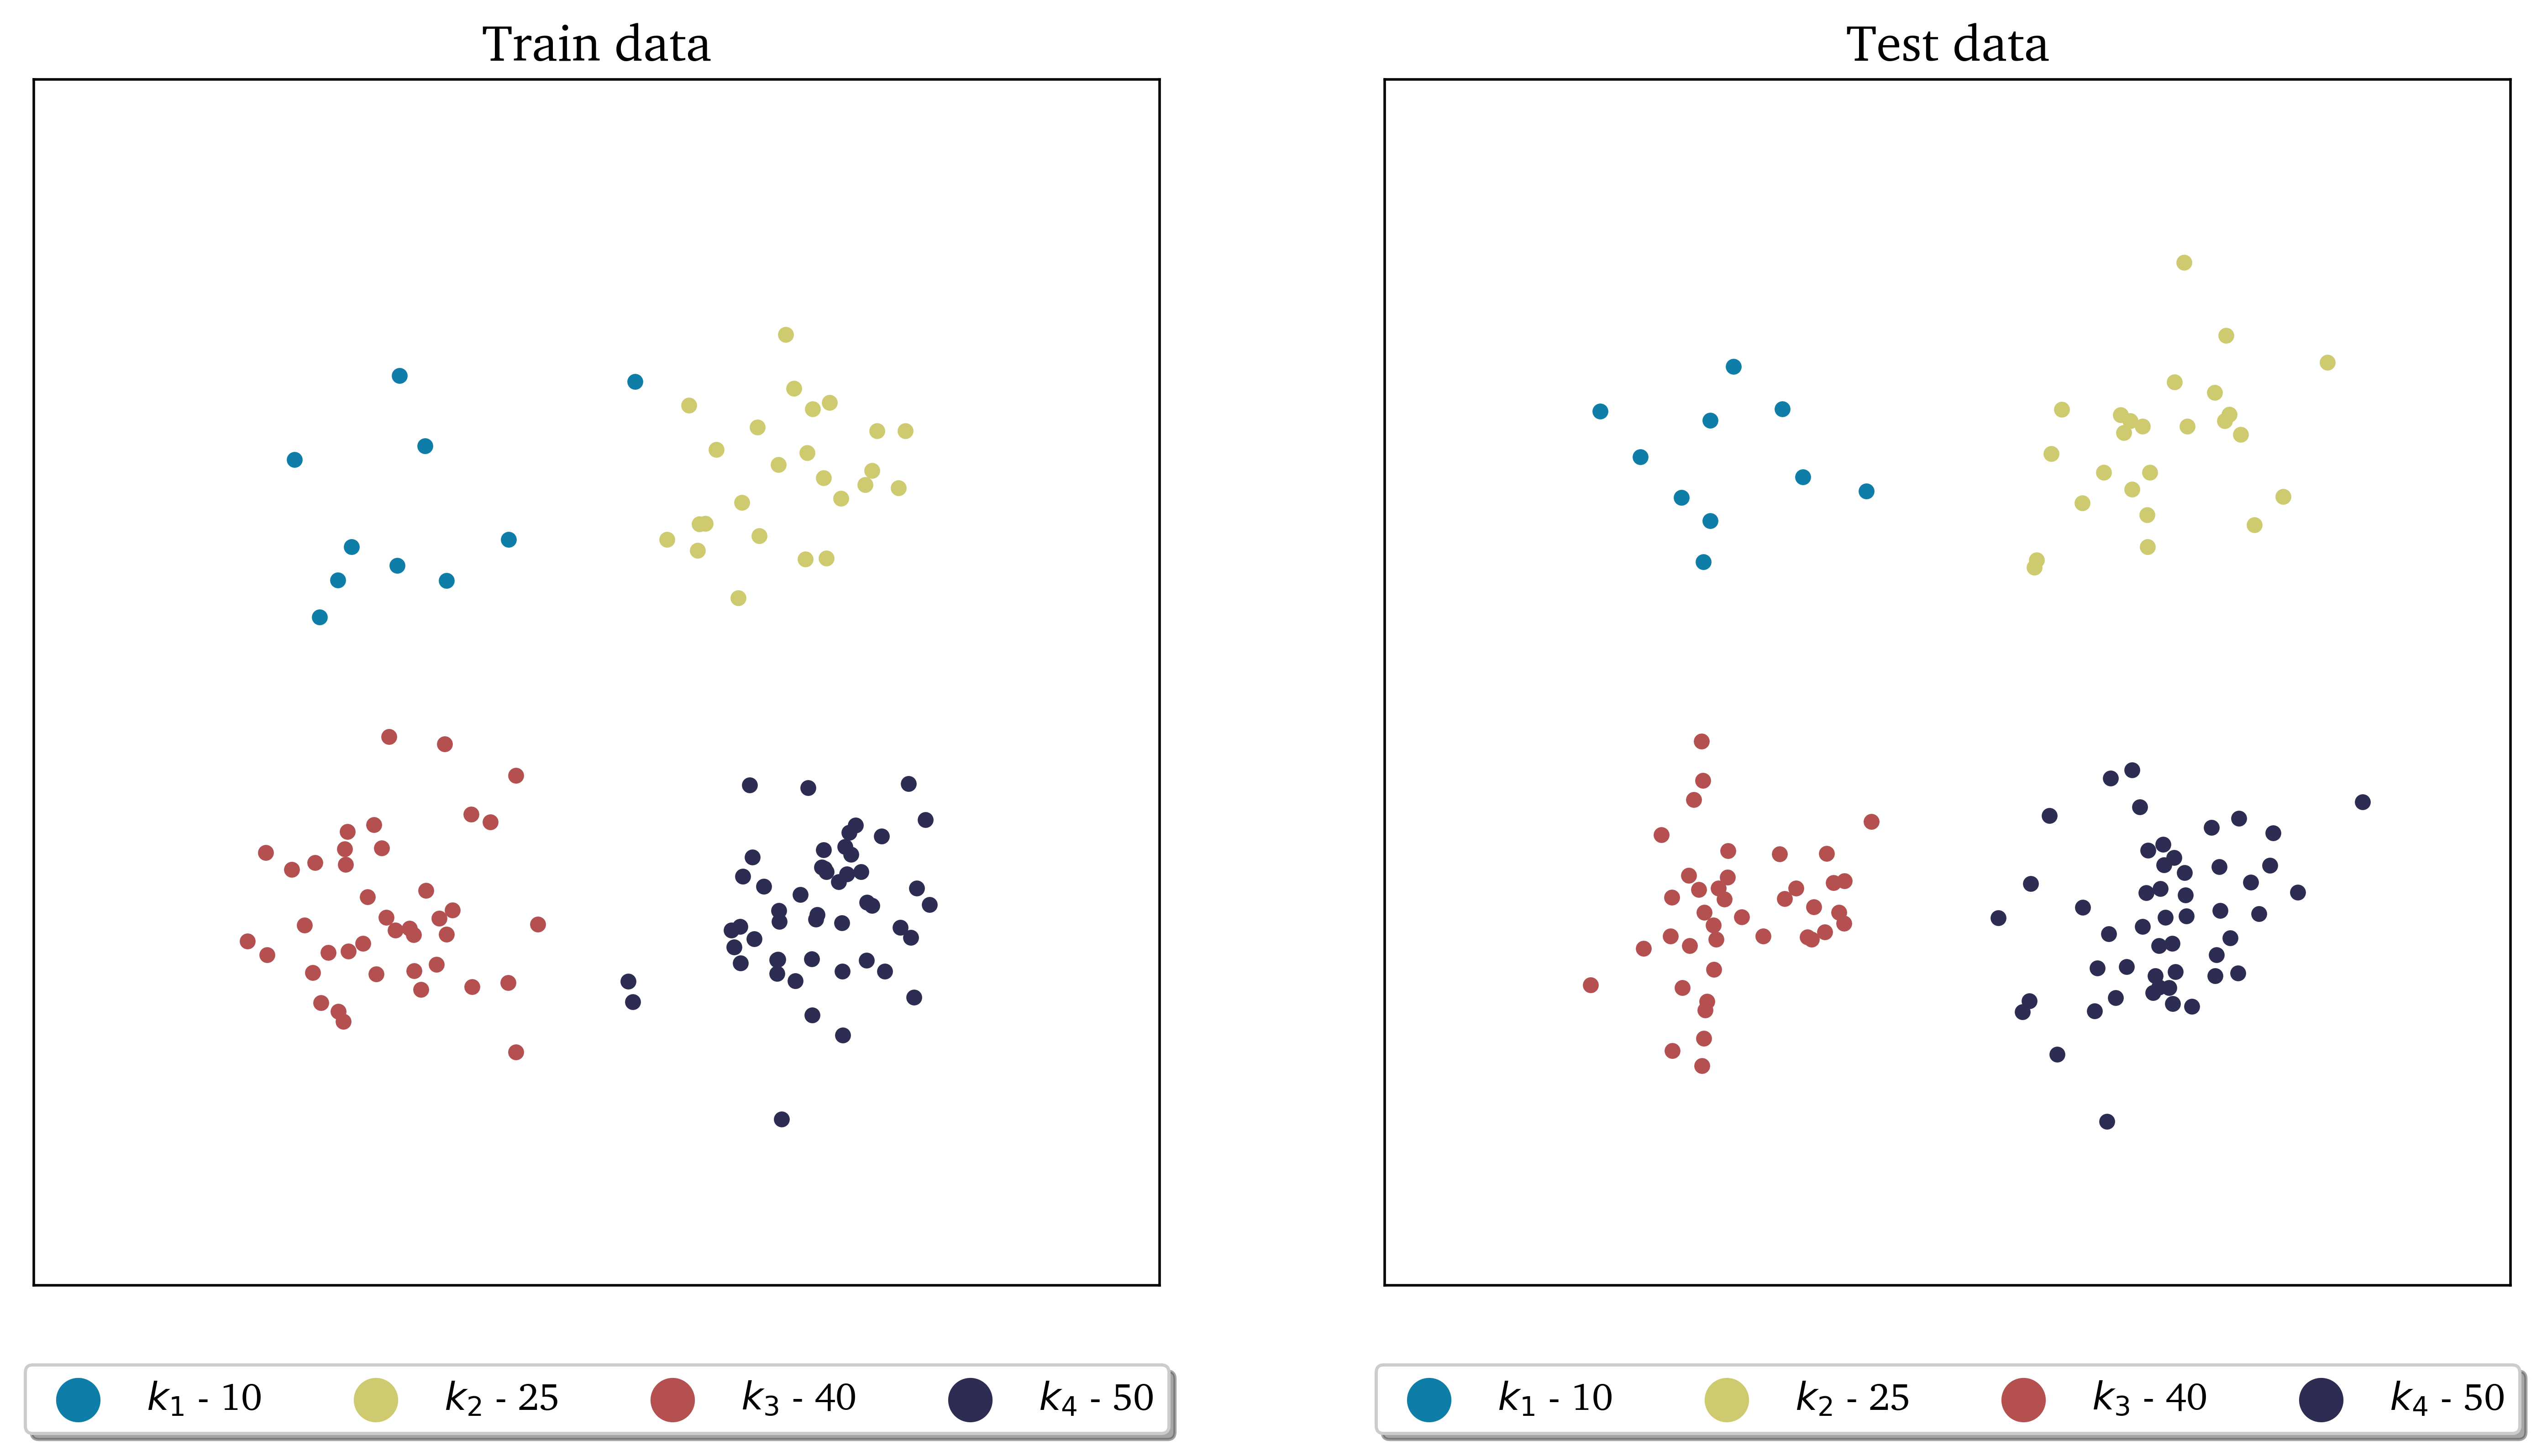 Train data
Test data
k₁ - 10 k₂ - 25 k₃ - 40 k₄ - 50
k₁ - 10 k₂ - 25 k₃ - 40 k₄ - 50